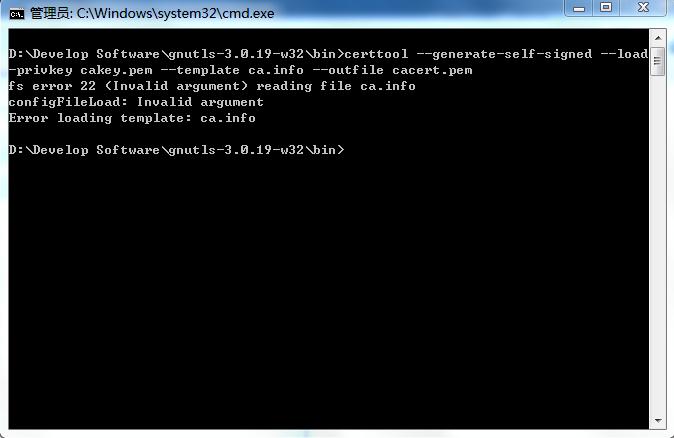 管理员: C:\Windows\system32\cmd.exe
D:\Develop Software\gnutls-3.0.19-w32\bin>certtool --generate-self-signed --load
-privkey cakey.pem --template ca.info --outfile cacert.pem
fs error 22 (Invalid argument) reading file ca.info
configFileLoad: Invalid argument
Error loading template: ca.info
D:\Develop Software\gnutls-3.0.19-w32\bin>